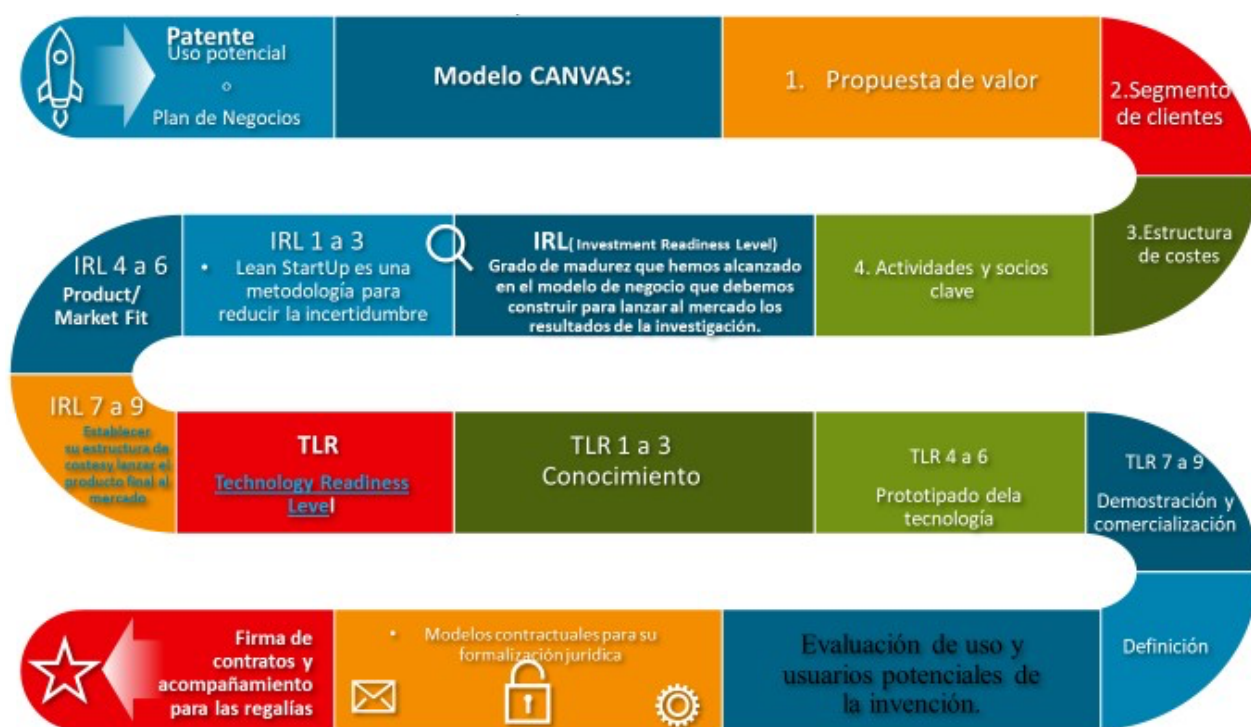 Patente
Uso potencial
o
Plan de Negocios
Modelo CANVAS:
1. Propuesta de valor
2.Segmento
de clientes
3.Estructura
de costes
4. Actividades y socios
clave
IRL( Investment Readiness Level)
Grado de madurez que hemos alcanzado
en el modelo de negocio que debemos
construir para lanzar al mercado los
resultados de la investigación.
IRL 1 a 3
• Lean StartUp es una
metodología para
reducir la incertidumbre
IRL 4 a 6
Product/
Market Fit
IRL 7 a 9
Establecer
su estructura de
costesy lanzar el
producto final al
mercado
TLR
Technology Readiness
Level
TLR 1 a 3
Conocimiento
TLR 4 a 6
Prototipado dela
tecnología
TLR 7 a 9
Demostración y
comercialización
Definición
Evaluación de uso y
usuarios potenciales de
la invención.
• Modelos contractuales para su
formalización jurídica
Firma de
contratos y
acompañamiento
para las regalías